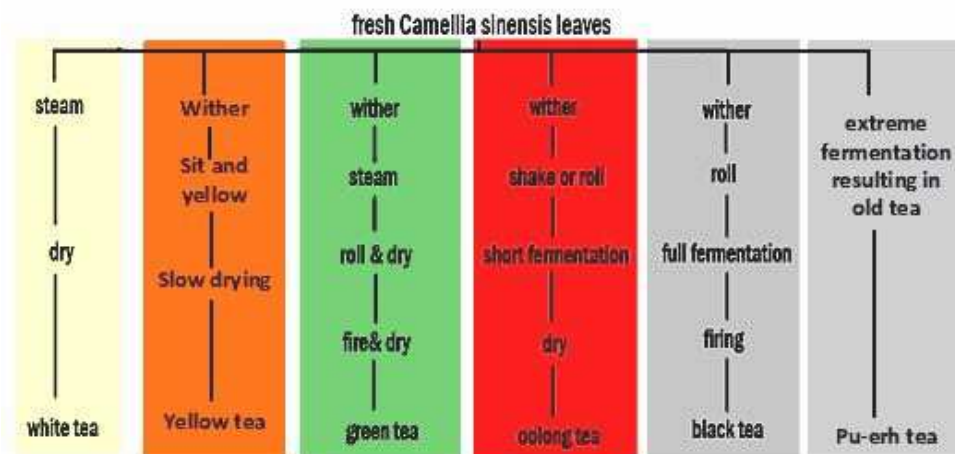 fresh Camellia sinensis leaves
steam
dry
white tea
Wither
Sit and
yellow
Slow drying
Yellow tea
wither
steam
roll & dry
fire& dry
green tea
wither
shake or roll
short fermentation
dry
oolong tea
wither
roll
full fermentation
firing
black tea
extreme
fermentation
resulting in
old tea
Pu-erh tea